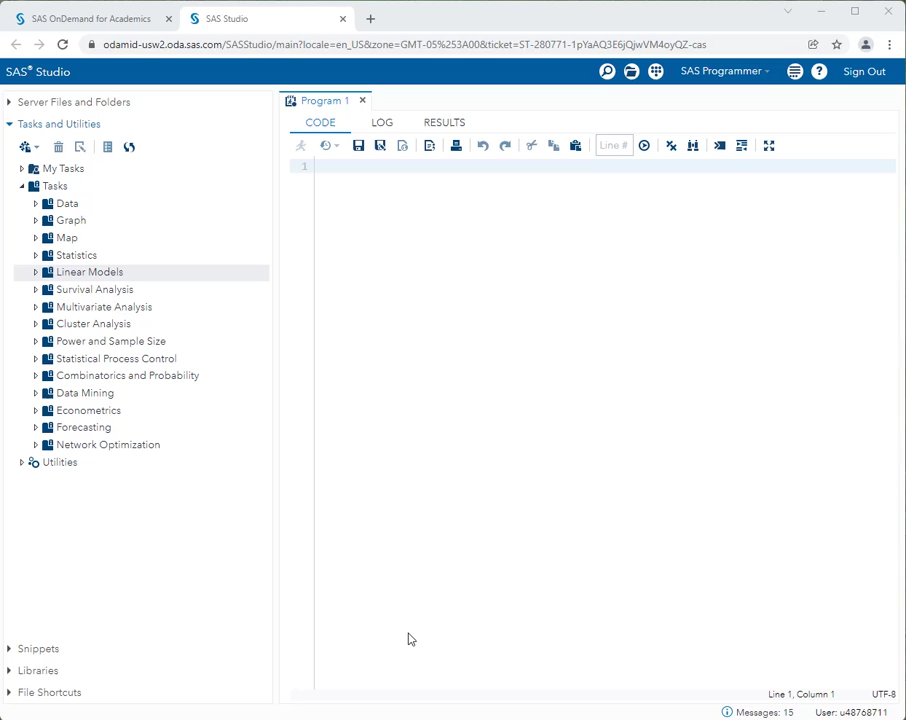 SAS OnDemand for Academics
SAS Studio
odamid-usw2.oda.sas.com/SASStudio/main?locale=en_US&zone=GMT-05%253A00&ticket=ST-280771-1pYaAQ3E6jQjwVM4oyQZ-cas
SAS® Studio
SAS Programmer
Sign Out
Server Files and Folders
Tasks and Utilities
My Tasks
Tasks
Data
Graph
Map
Statistics
Linear Models
Survival Analysis
Multivariate Analysis
Cluster Analysis
Power and Sample Size
Statistical Process Control
Combinatorics and Probability
Data Mining
Econometrics
Forecasting
Network Optimization
Utilities
Snippets
Libraries
File Shortcuts
Program 1
CODE LOG RESULTS
Line #
1
Line 1, Column 1 UTF-8
Messages: 15 User: u48768711